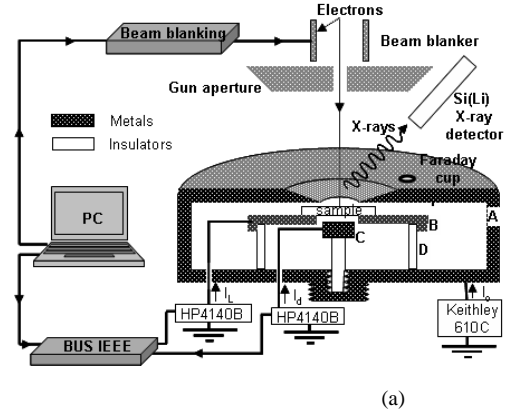 Electrons
Beam blanking
Beam blanker
Gun aperture
Si(Li)
X-ray
detector
X-rays
Metals
Insulators
Faraday
cup
PC
sample
A
B
C
D
I_L
I_d
I_o
HP4140B
HP4140B
Keithley
610C
BUS IEEE
(a)